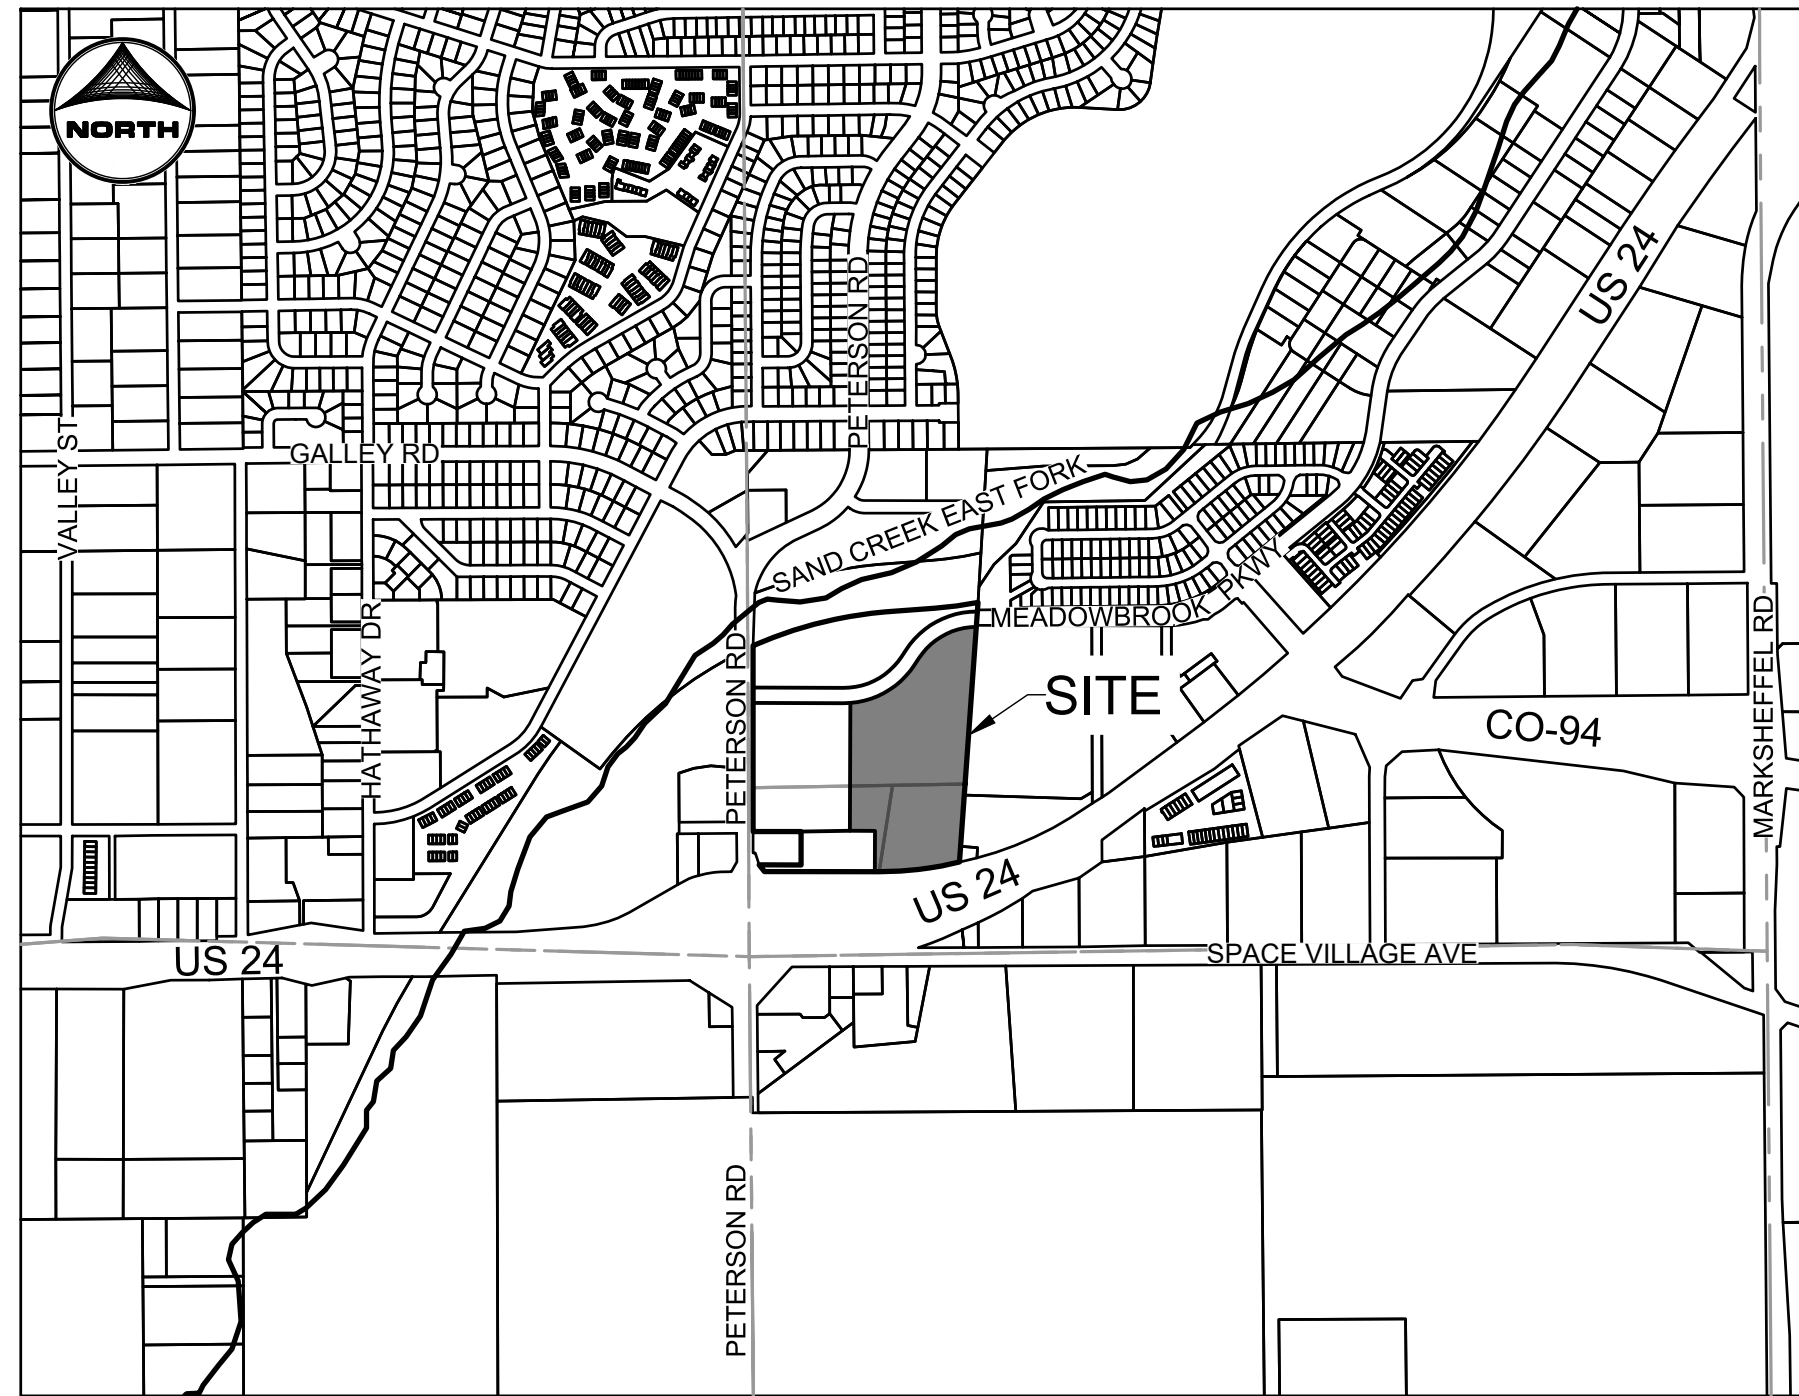 NORTH
US 24
PETERSON RD
GALLEY RD
VALLEY ST
SAND CREEK EAST FORK
MEADOWBROOK PKWY
HATHAWAY DR
PETERSON RD
SITE
CO-94
MARKSHEFFEL RD
US 24
US 24
SPACE VILLAGE AVE
PETERSON RD